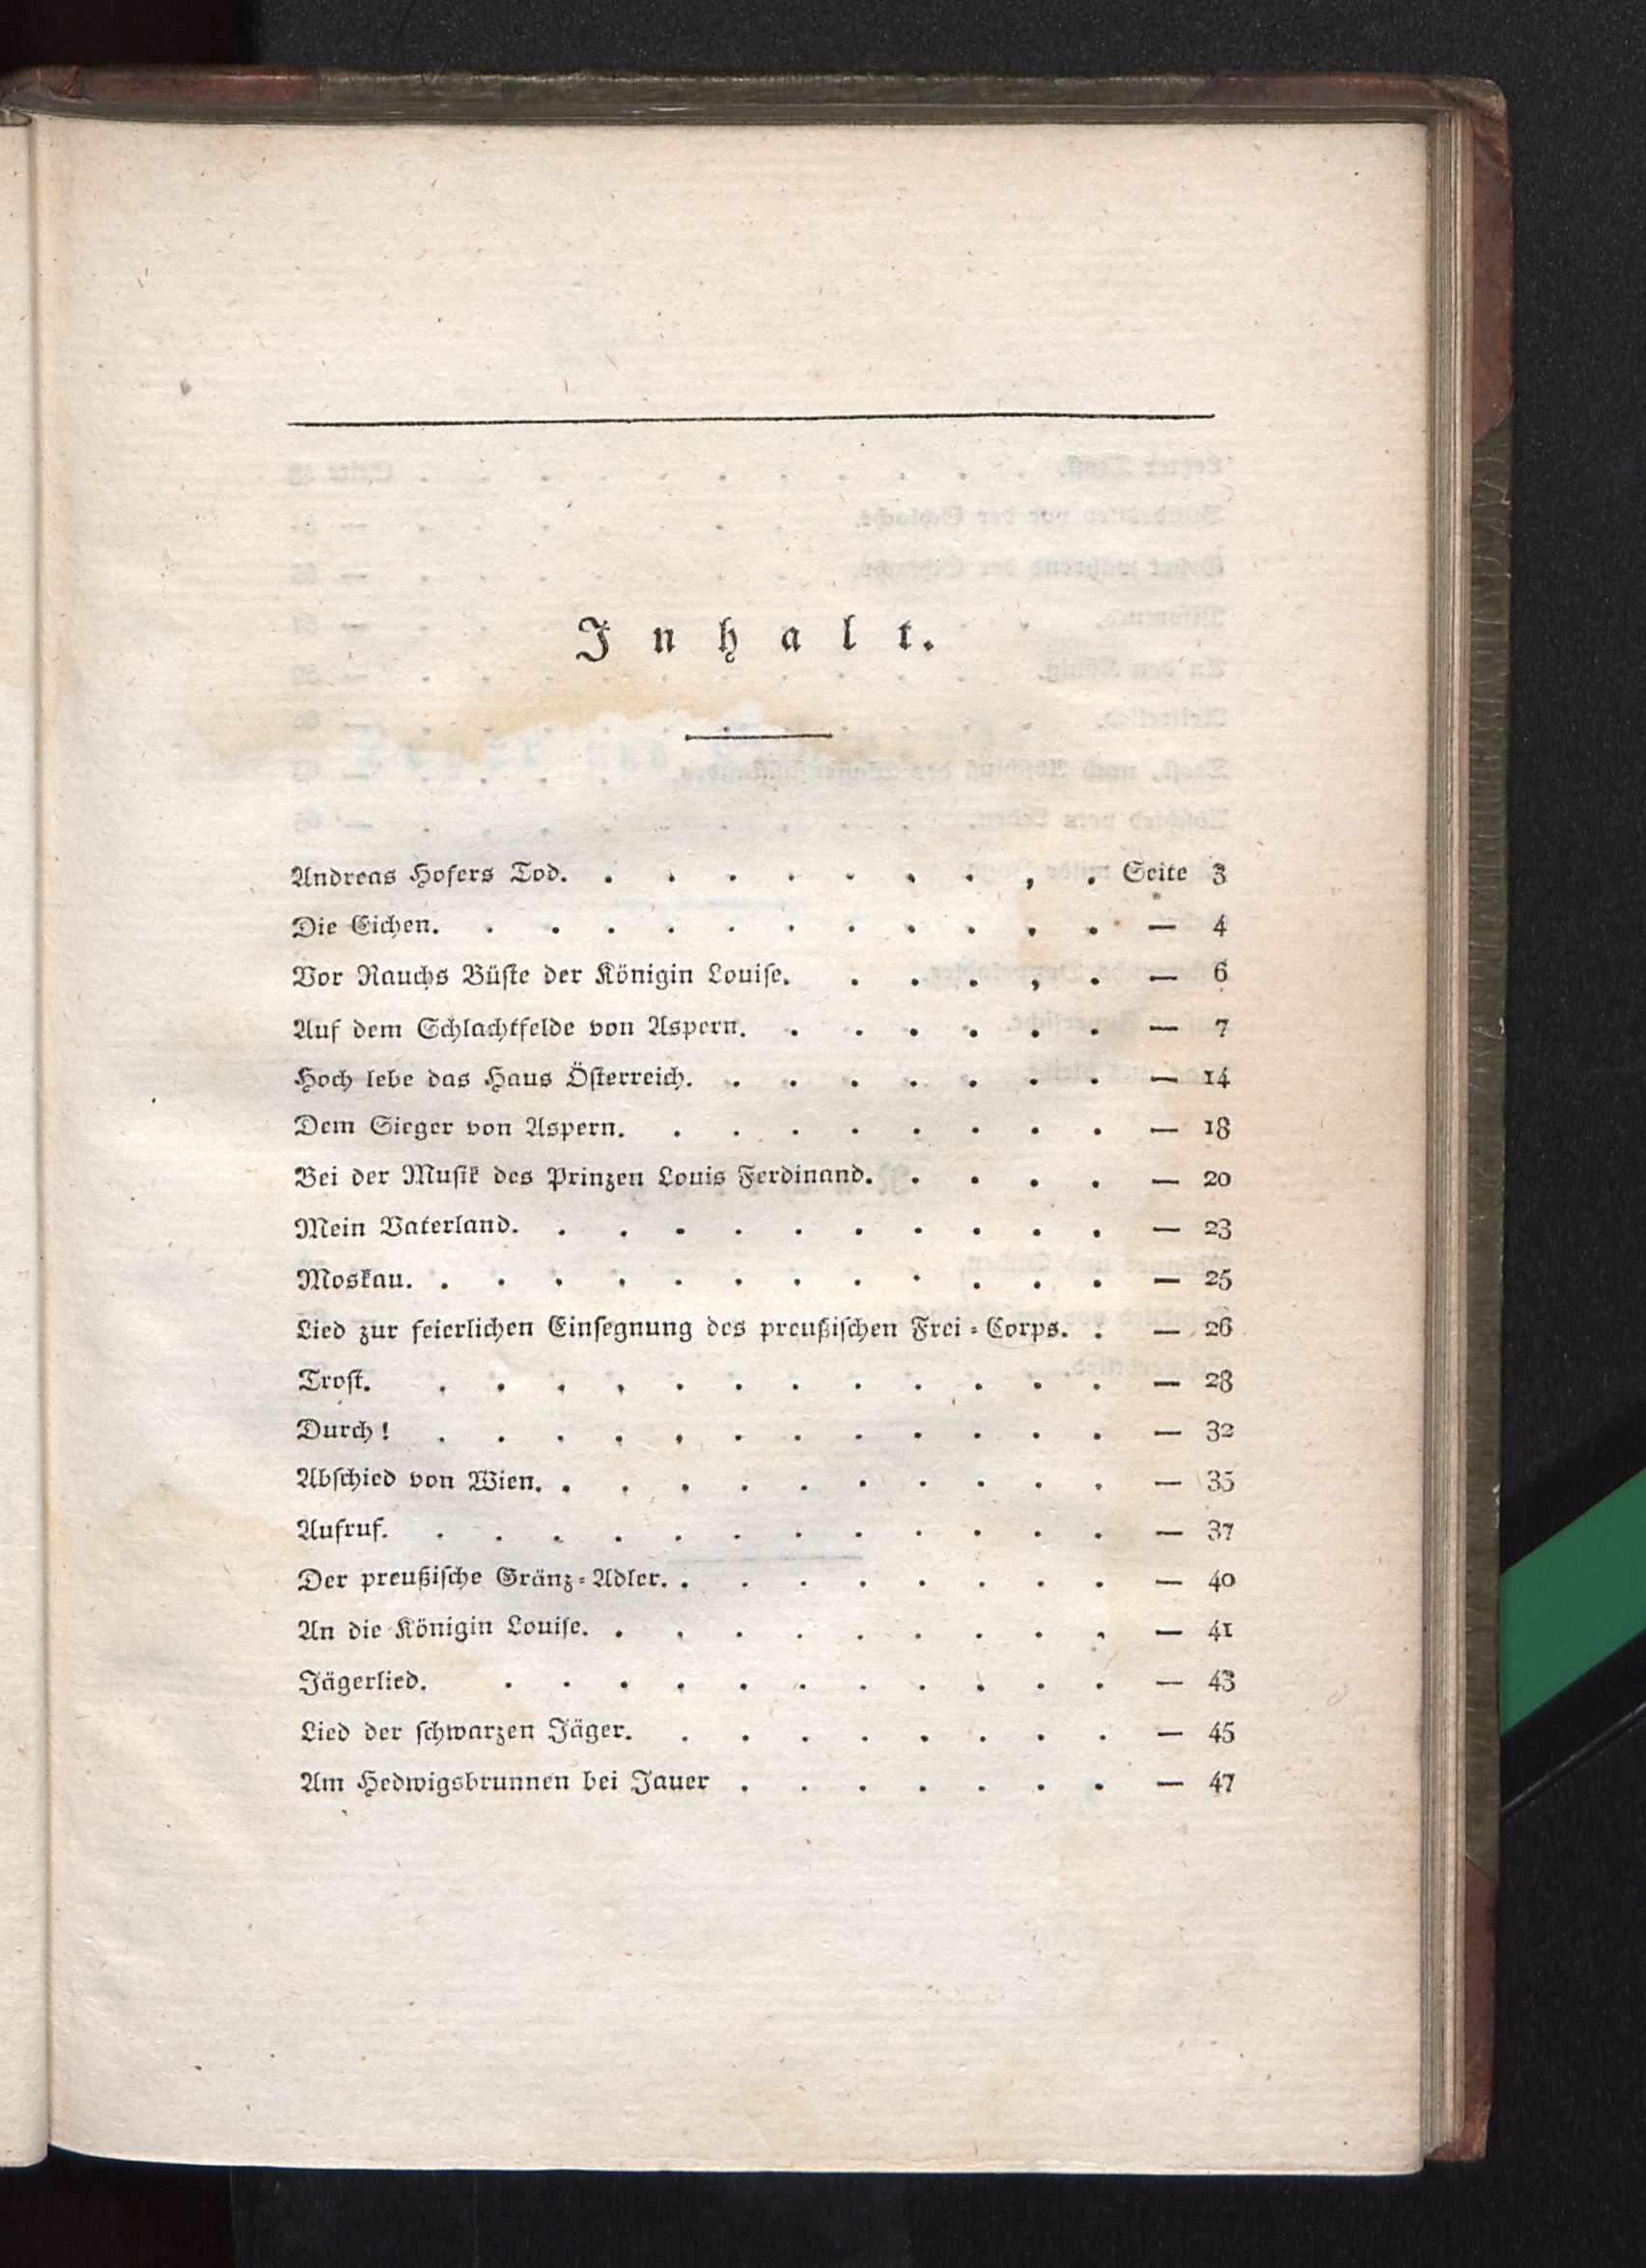 Inhalt.
Andreas Hofers Tod. . . . . . . . , . Seite 3
Die Eichen. . . . . . . . . . . . — 4
Vor Rauchs Büſte der Königin Louiſe. . . . , . — 6
Auf dem Schlachtfelde von Aspern. . . . . . . — 7
Hoch lebe das Haus Öſterreich. . . . . . . . — 14
Dem Sieger von Aspern. . . . . . . . . — 18
Bei der Muſik des Prinzen Louis Ferdinand. . . . . — 20
Mein Vaterland. . . . . . . . . . . — 23
Moskau. . . . . . . . . . . . . — 25
Lied zur feierlichen Einſegnung des preußiſchen Frei-Corps. . — 26
Troſt. . . . . . . . . . . . . — 28
Durch! . . . . . . . . . . . . — 32
Abſchied von Wien. . . . . . . . . . . — 35
Aufruf. . . . . . . . . . . . . — 37
Der preußiſche Gränz-Adler. . . . . . . . . — 40
An die Königin Louiſe. . . . . . . . . . — 41
Jägerlied. . . . . . . . . . . . — 43
Lied der ſchwarzen Jäger. . . . . . . . . — 45
Am Hedwigsbrunnen bei Jauer . . . . . . . — 47